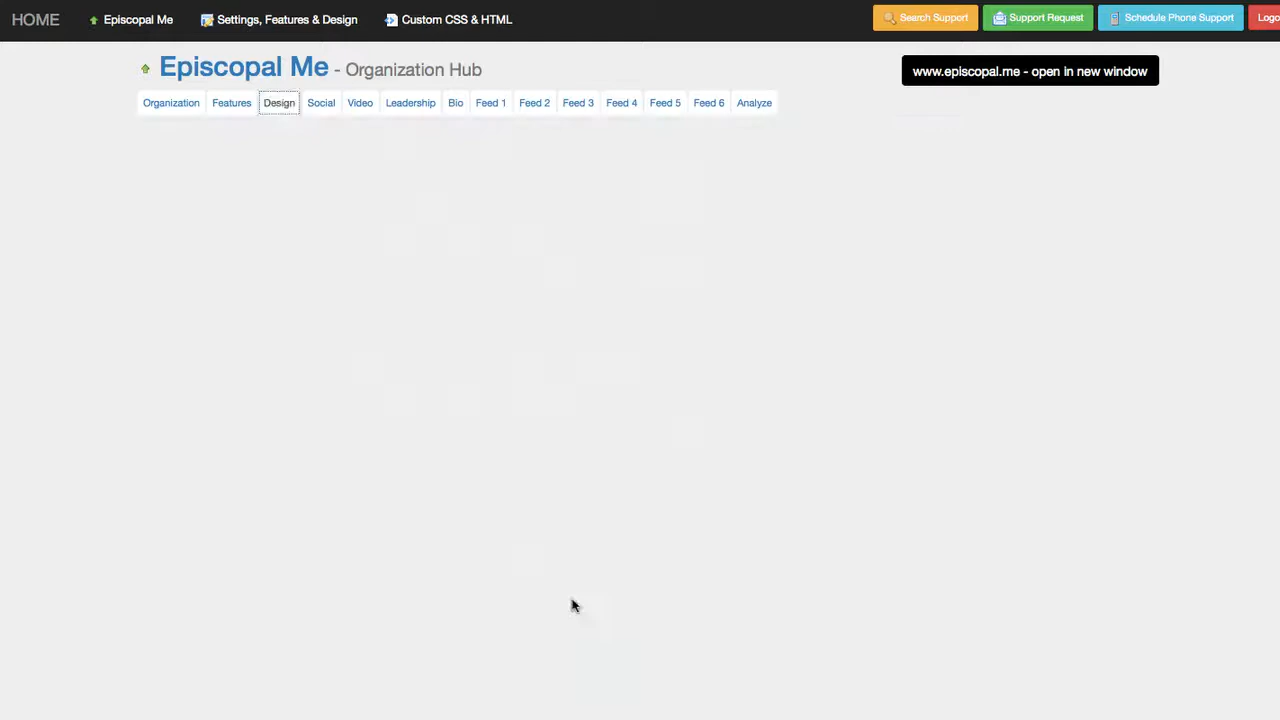 HOME Episcopal Me Settings, Features & Design Custom CSS & HTML Search Support Support Request Schedule Phone Support Logo
Episcopal Me - Organization Hub
www.episcopal.me - open in new window
Organization Features Design Social Video Leadership Bio Feed 1 Feed 2 Feed 3 Feed 4 Feed 5 Feed 6 Analyze